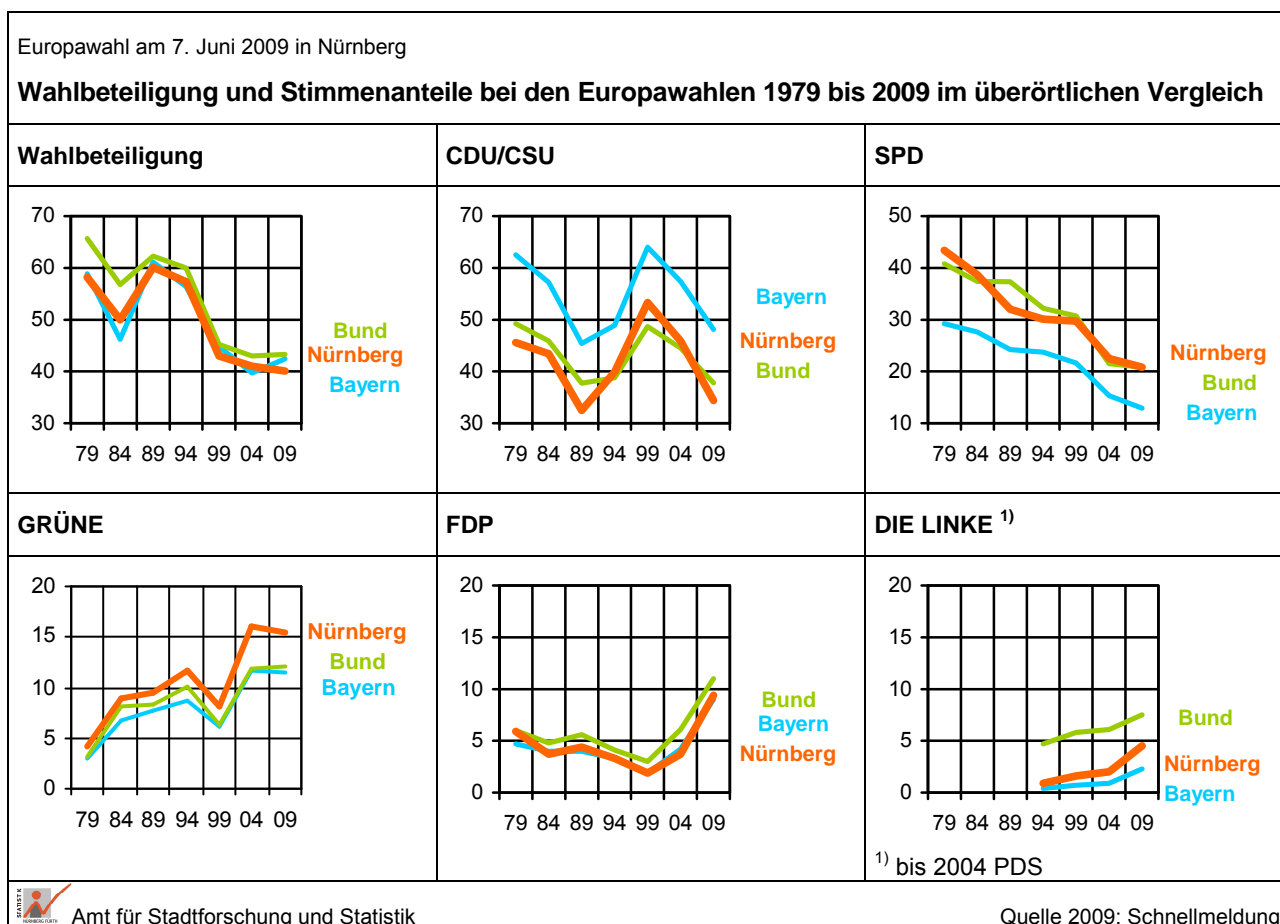 Europawahl am 7. Juni 2009 in Nürnberg
Wahlbeteiligung und Stimmenanteile bei den Europawahlen 1979 bis 2009 im überörtlichen Vergleich
Wahlbeteiligung
70
60
50
40
30
79 84 89 94 99 04 09
Bund
Nürnberg
Bayern
CDU/CSU
70
60
50
40
30
79 84 89 94 99 04 09
Bayern
Nürnberg
Bund
SPD
50
40
30
20
10
79 84 89 94 99 04 09
Nürnberg
Bund
Bayern
GRÜNE
20
15
10
5
0
79 84 89 94 99 04 09
Nürnberg
Bund
Bayern
FDP
20
15
10
5
0
79 84 89 94 99 04 09
Bund
Bayern
Nürnberg
DIE LINKE 1)
20
15
10
5
0
79 84 89 94 99 04 09
Bund
Nürnberg
Bayern
1) bis 2004 PDS
STATISTIK
NÜRNBERG FÜRTH
Amt für Stadtforschung und Statistik
Quelle 2009: Schnellmeldung